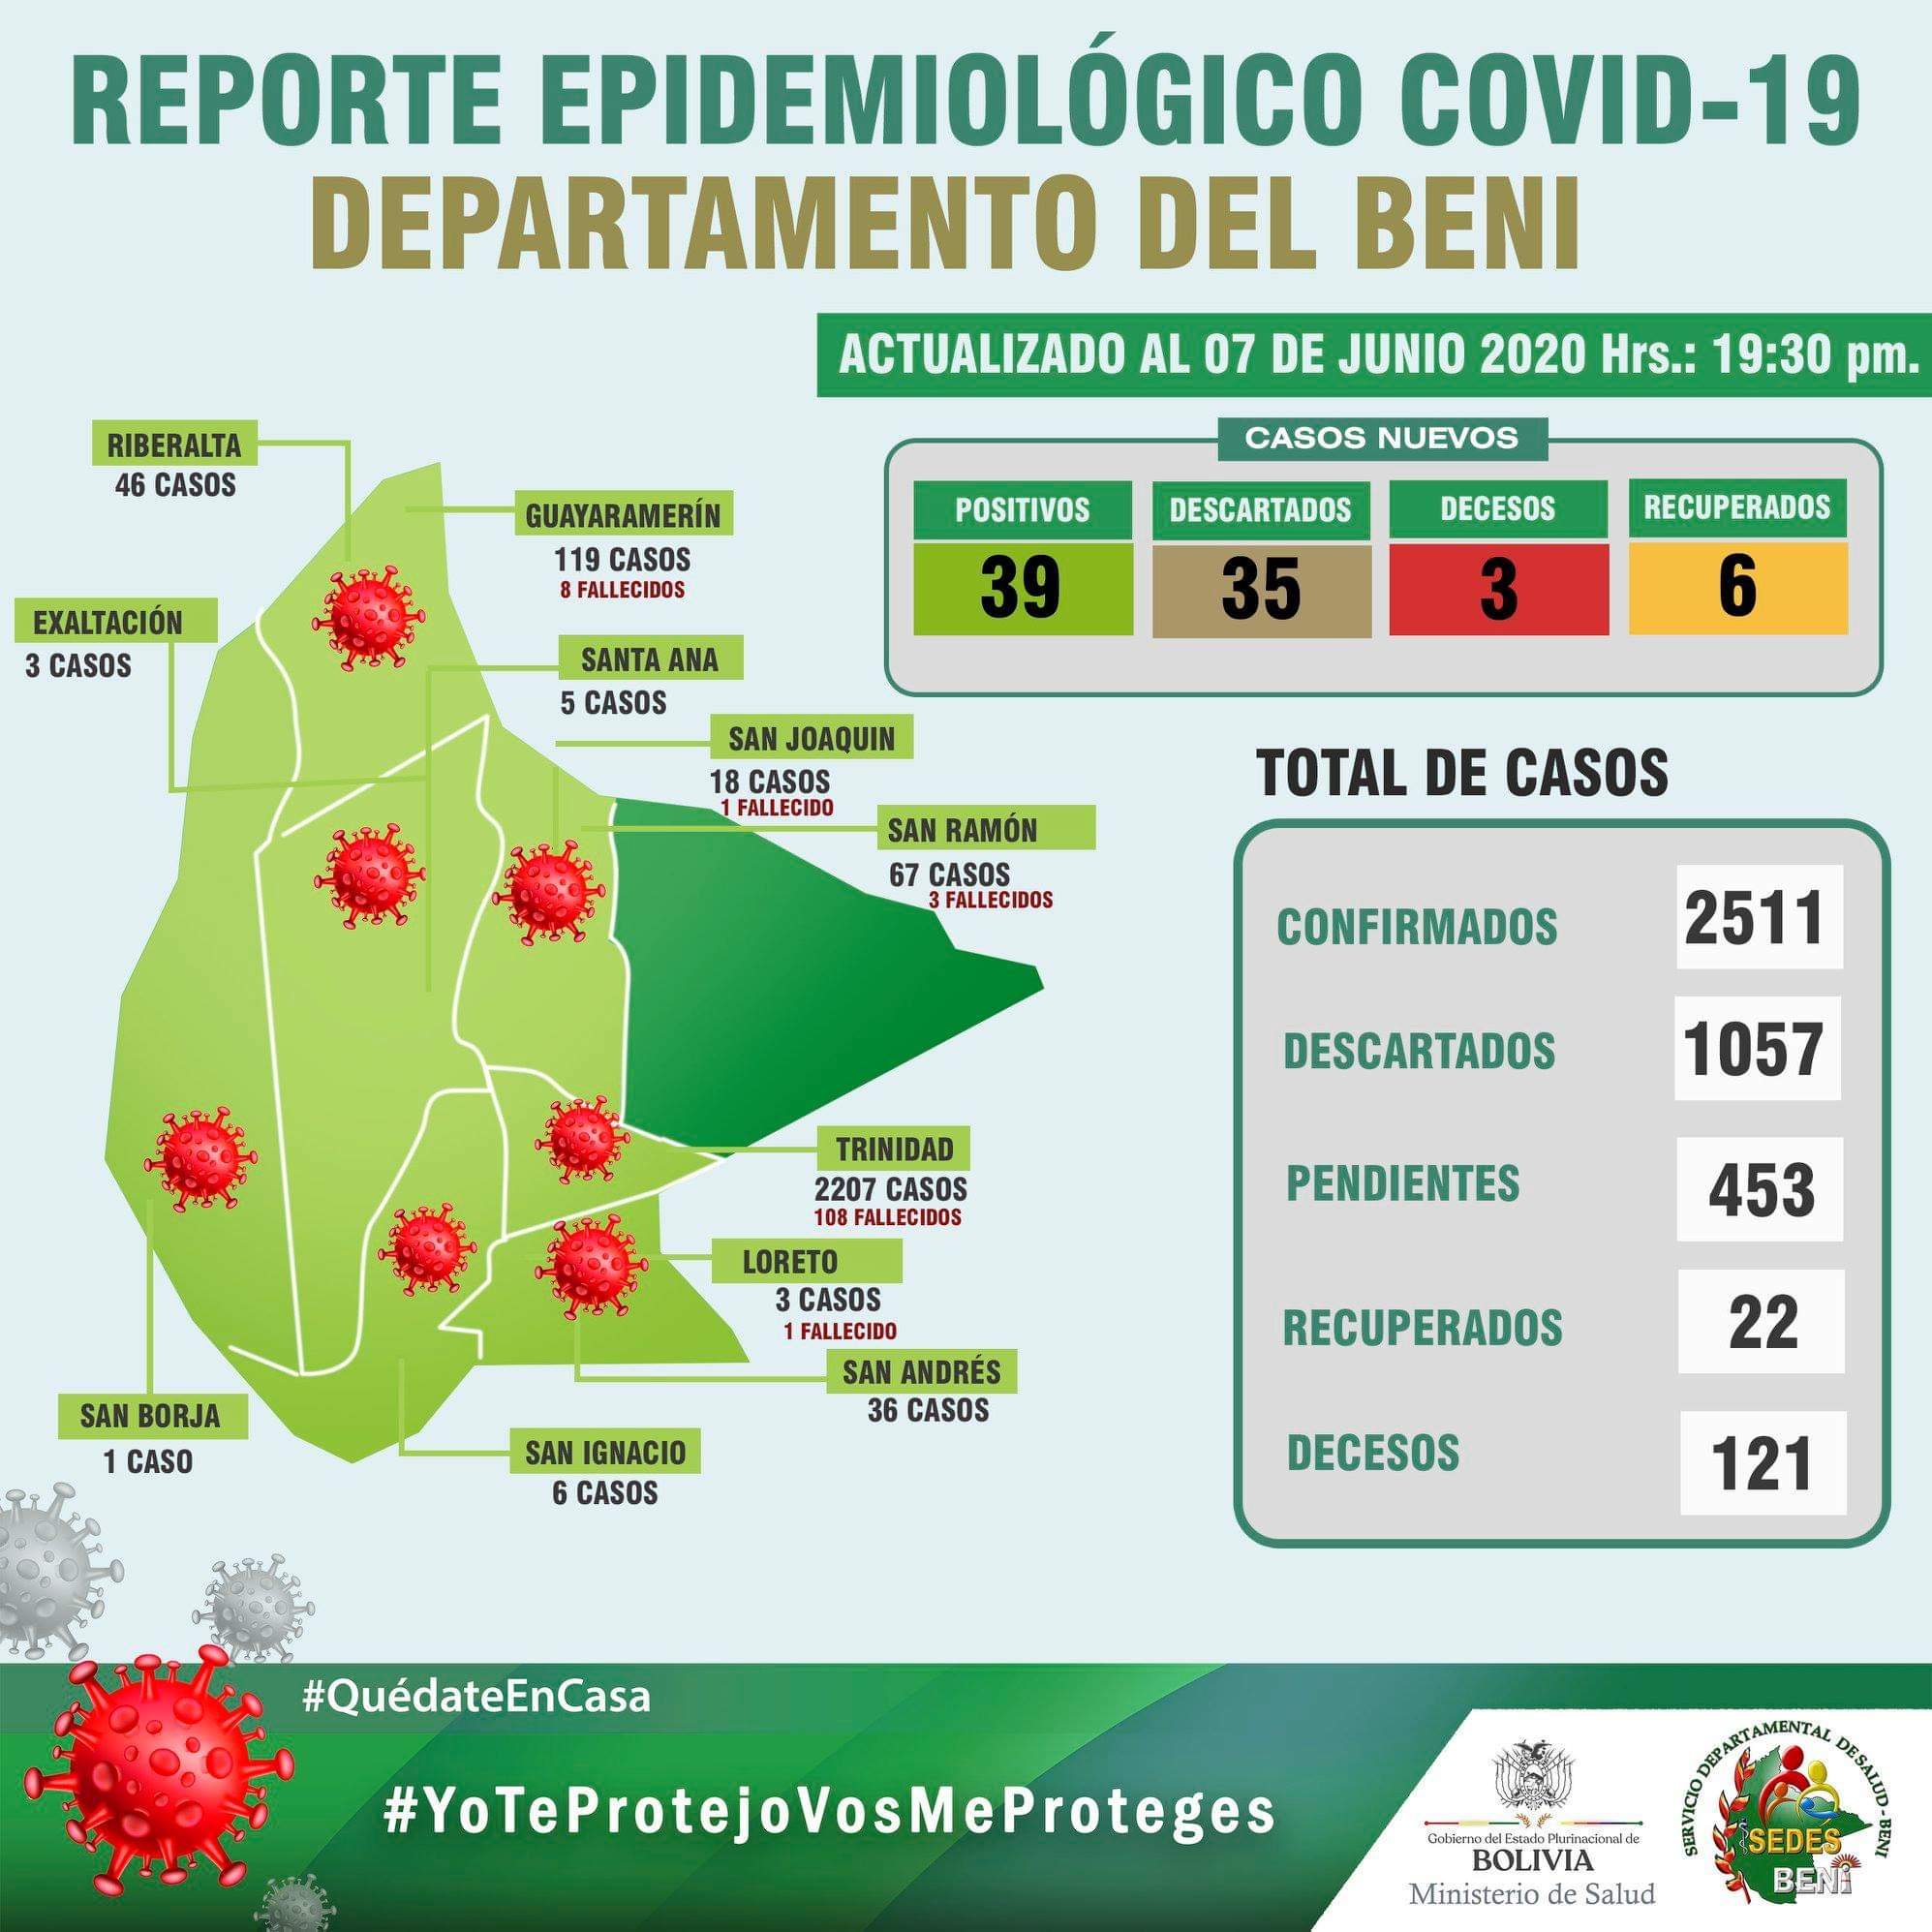 REPORTE EPIDEMIOLÓGICO COVID-19
DEPARTAMENTO DEL BENI
ACTUALIZADO AL 07 DE JUNIO 2020 Hrs.: 19:30 pm.
RIBERALTA
46 CASOS
GUAYARAMERÍN
119 CASOS
8 FALLECIDOS
EXALTACIÓN
3 CASOS
SANTA ANA
5 CASOS
SAN JOAQUIN
18 CASOS
1 FALLECIDO
SAN RAMÓN
67 CASOS
3 FALLECIDOS
TRINIDAD
2207 CASOS
108 FALLECIDOS
LORETO
3 CASOS
1 FALLECIDO
SAN ANDRÉS
36 CASOS
SAN BORJA
1 CASO
SAN IGNACIO
6 CASOS
CASOS NUEVOS
POSITIVOS
39
DESCARTADOS
35
DECESOS
3
RECUPERADOS
6
TOTAL DE CASOS
CONFIRMADOS 2511
DESCARTADOS 1057
PENDIENTES 453
RECUPERADOS 22
DECESOS 121
#QuédateEnCasa
#YoTeProtejoVosMeProteges
Gobierno del Estado Plurinacional de
BOLIVIA
Ministerio de Salud
SERVICIO DEPARTAMENTAL DE SALUD - BENI
SEDES
BENi